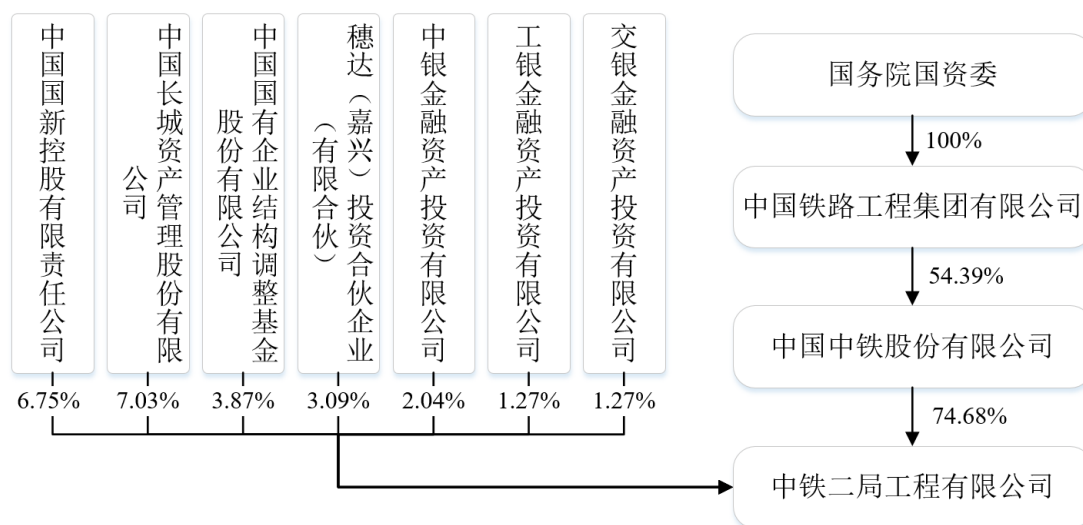 中国国新控股有限责任公司
中国长城资产管理股份有限
公司
中国国有企业结构调整基金
股份有限公司
穗达（嘉兴）投资合伙企业
（有限合伙）
中银金融资产投资有限公司
工银金融资产投资有限公司
交银金融资产投资有限公司
6.75%
7.03%
3.87%
3.09%
2.04%
1.27%
1.27%
国务院国资委
100%
中国铁路工程集团有限公司
54.39%
中国中铁股份有限公司
74.68%
中铁二局工程有限公司